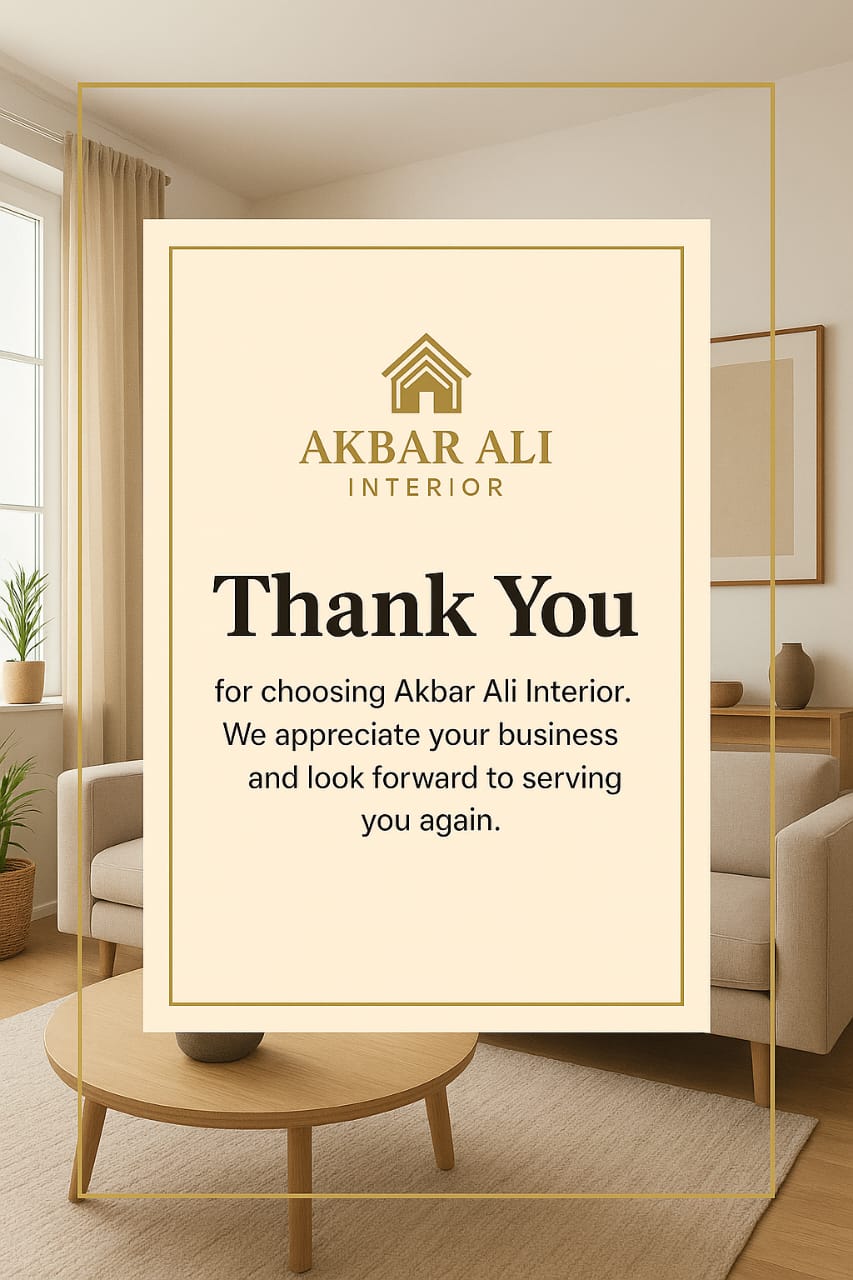 AKBAR ALI
INTERIOR
Thank You
for choosing Akbar Ali Interior.
We appreciate your business
and look forward to serving
you again.